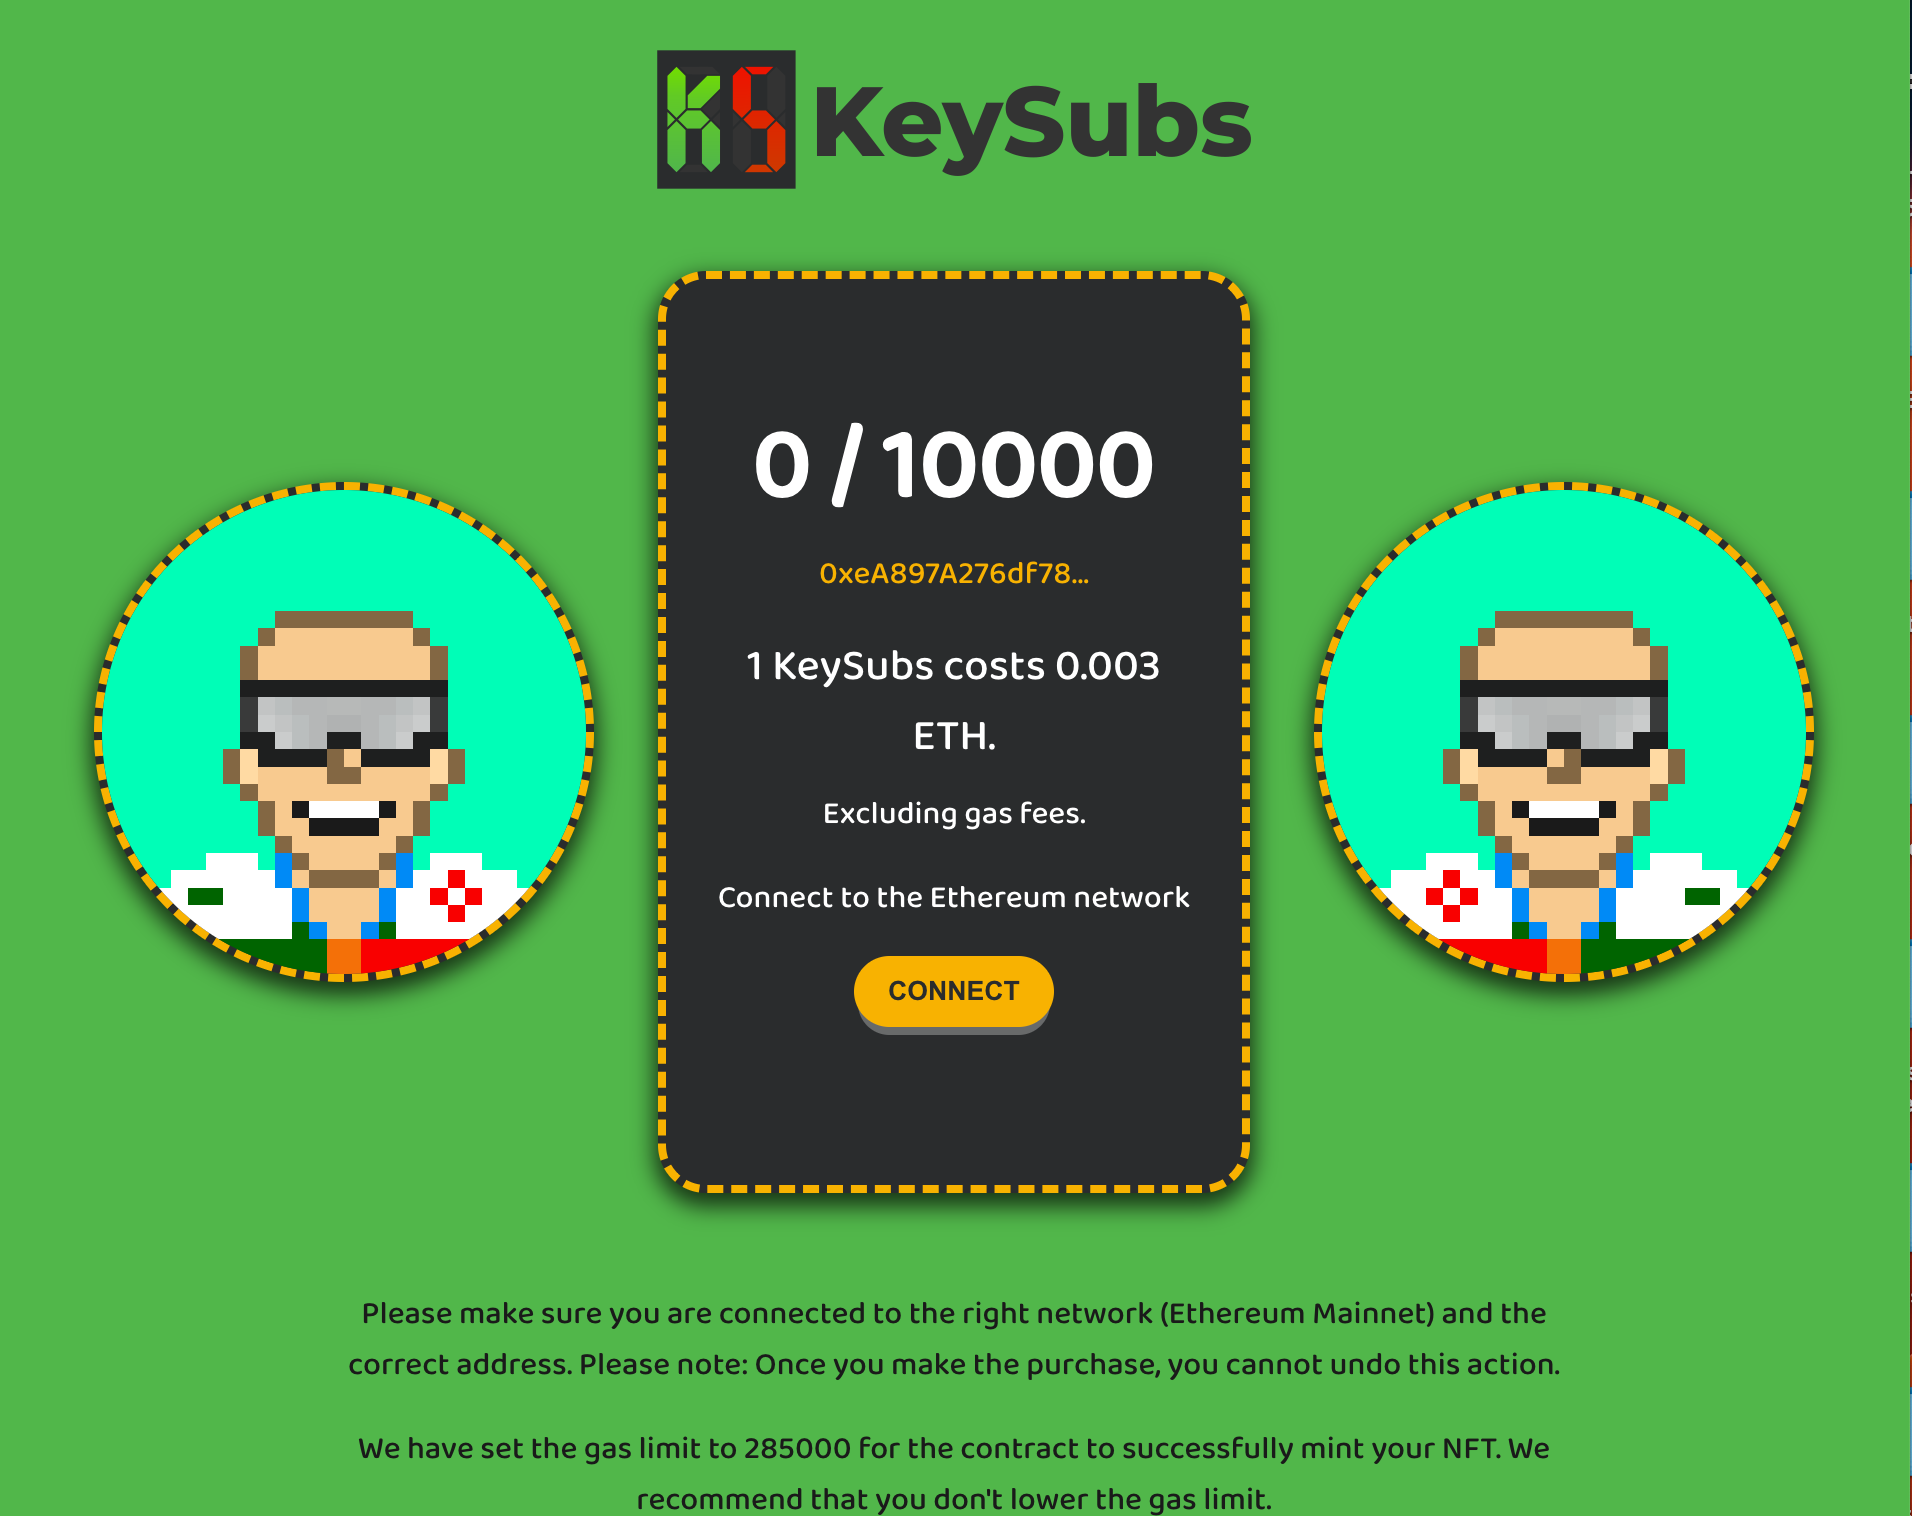 KS KeySubs
0 / 10000
0xeA897A276df78...
1 KeySubs costs 0.003
ETH.
Excluding gas fees.
Connect to the Ethereum network
CONNECT
Please make sure you are connected to the right network (Ethereum Mainnet) and the
correct address. Please note: Once you make the purchase, you cannot undo this action.
We have set the gas limit to 285000 for the contract to successfully mint your NFT. We
recommend that you don't lower the gas limit.